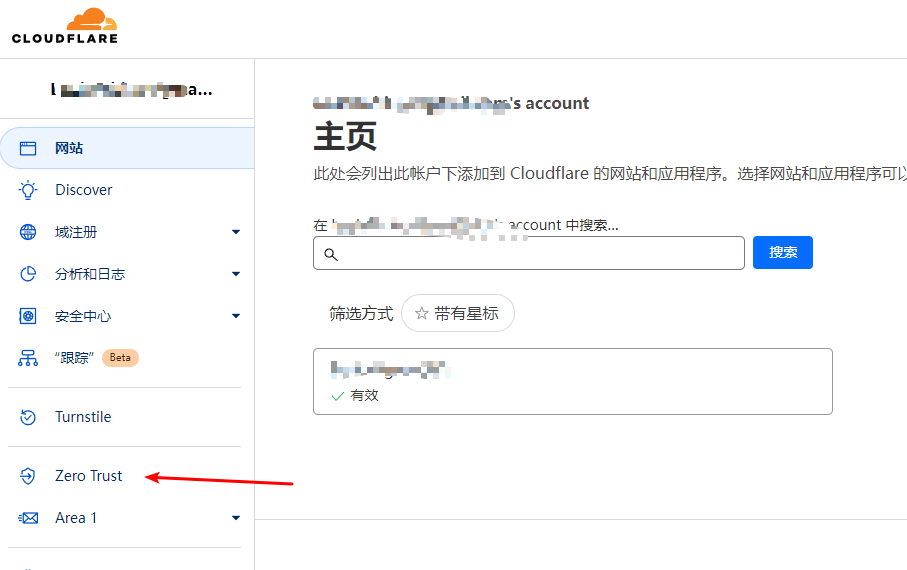 CLOUDFLARE
网站
Discover
域注册
分析和日志
安全中心
“跟踪” Beta
Turnstile
Zero Trust
Area 1
's account
主页
此处会列出此帐户下添加到 Cloudflare 的网站和应用程序。选择网站和应用程序可以
在 account 中搜索...
搜索
筛选方式 带有星标
有效